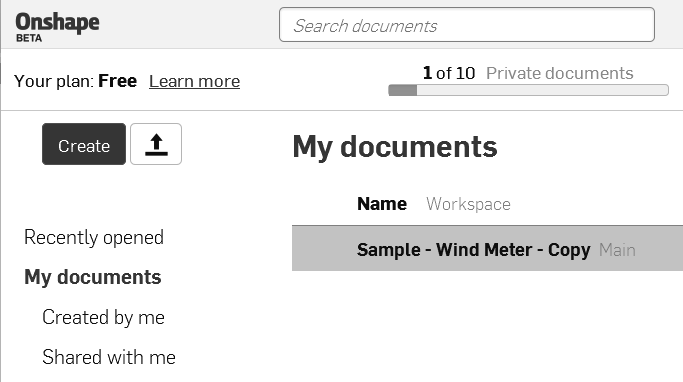 Onshape
BETA
Search documents
Your plan: Free Learn more
1 of 10 Private documents
Create
My documents
Name Workspace
Recently opened
Sample - Wind Meter - Copy Main
My documents
Created by me
Shared with me